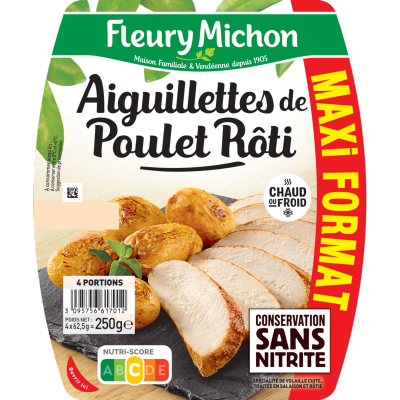 Fleury Michon
Maison Familiale & Vendéenne depuis 1905
Aiguillettes de
Poulet Rôti
MAXI FORMAT
CHAUD
OU FROID
4 PORTIONS
3 095756 617012
POIDS NET :
4x62,5g= 250g e
NUTRI-SCORE
A B C D E
CONSERVATION
SANS
NITRITE
SPÉCIALITÉ DE VOLAILLE CUITE,
TRAITÉE EN SALAISON ET RÔTIE
Ouvrir ici